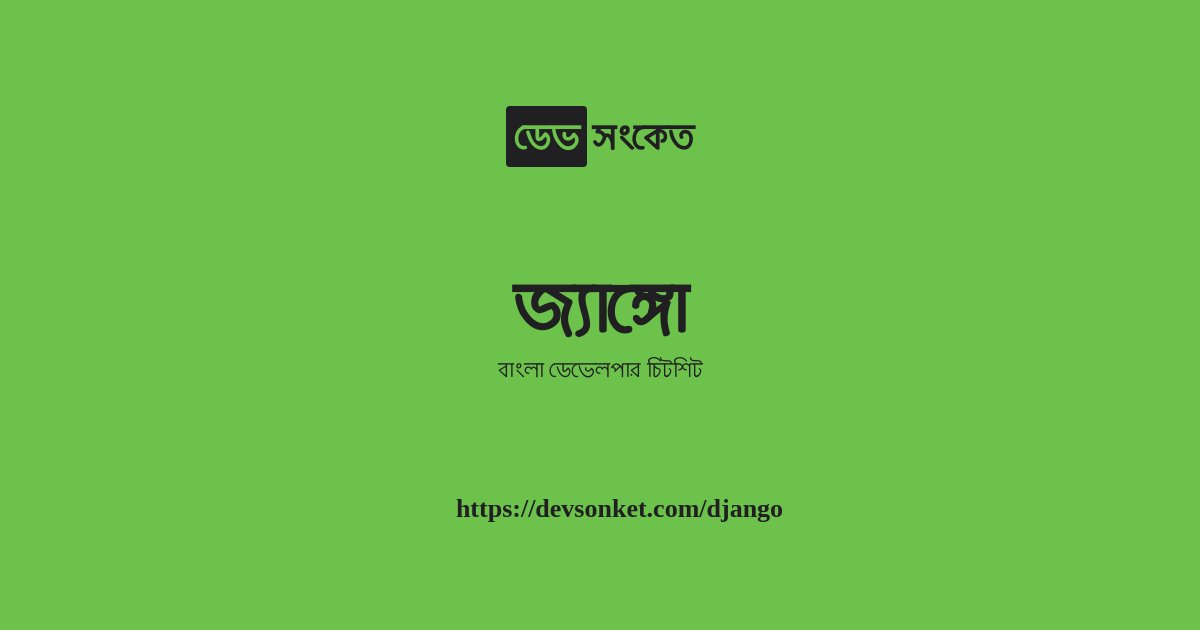 ডেভ সংকেত
জ্যাঙ্গো
বাংলা ডেভেলপার চিটশিট
https://devsonket.com/django